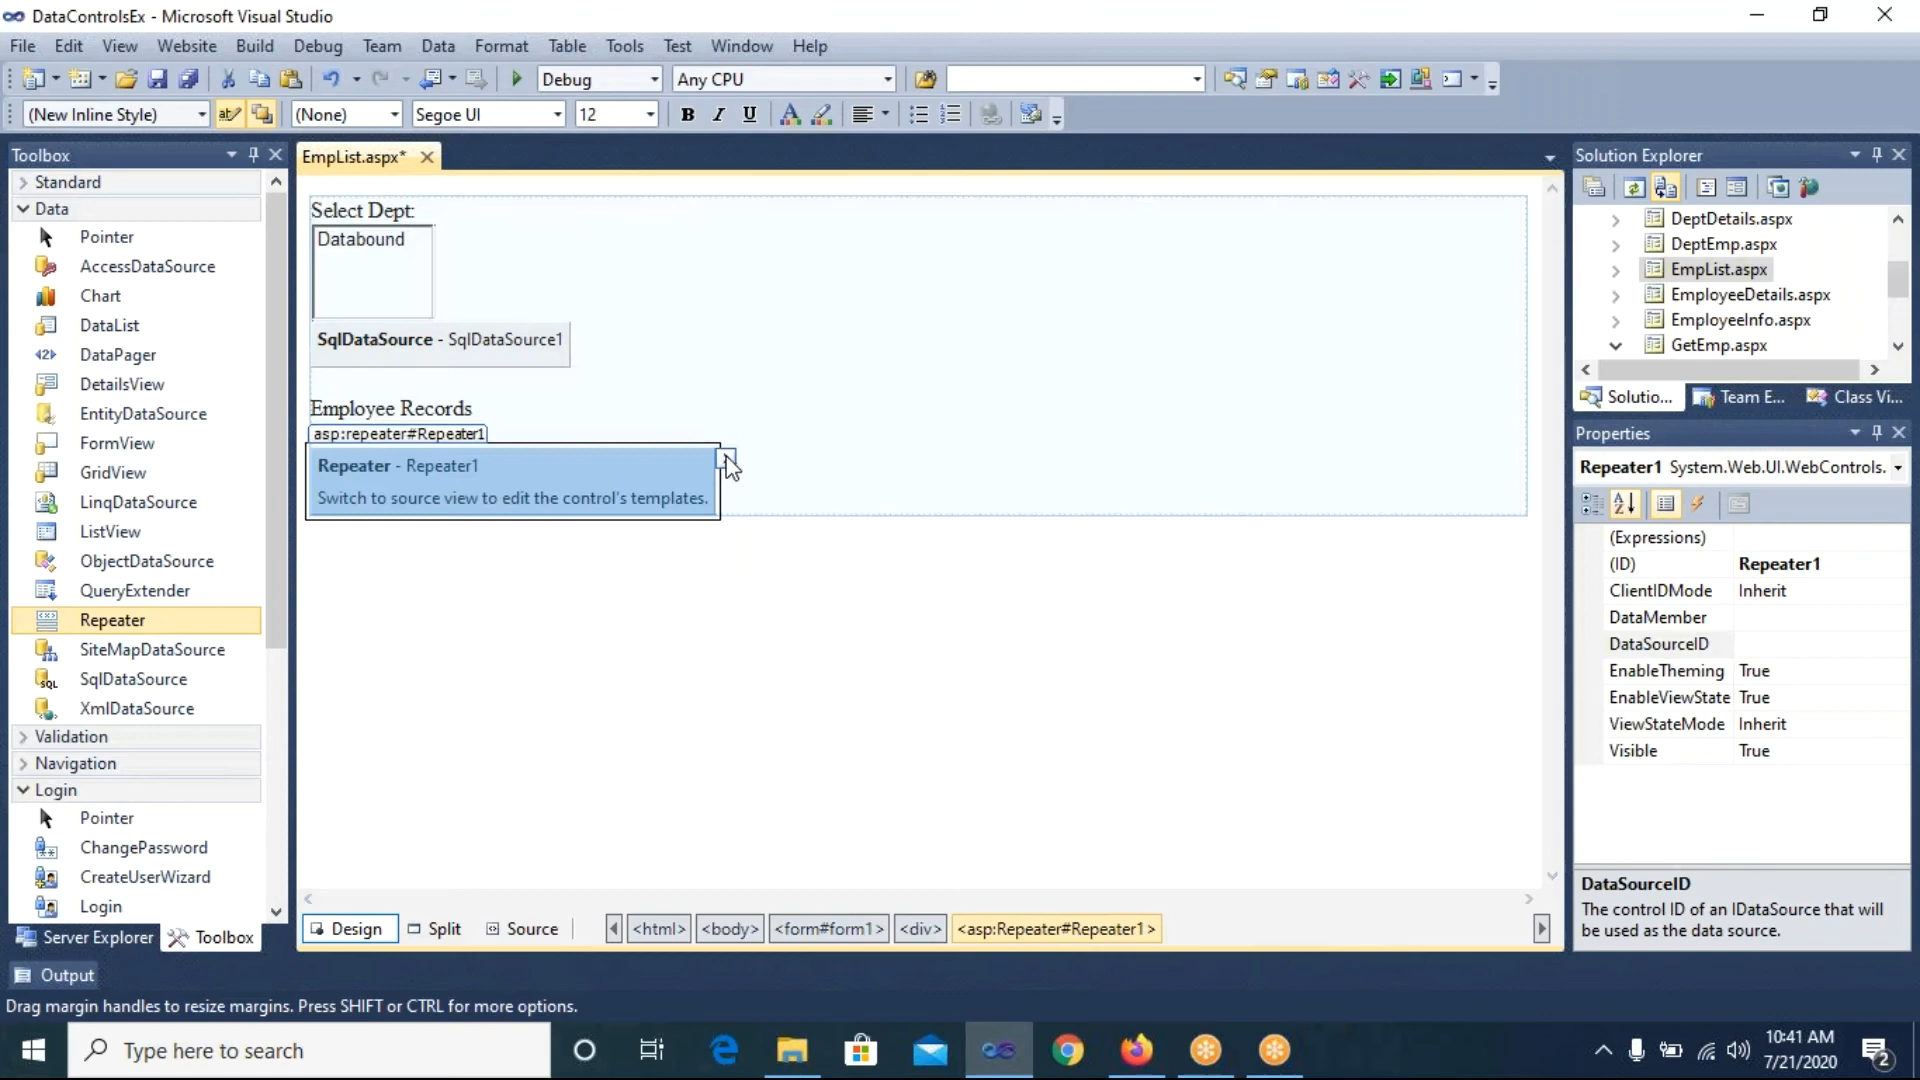 DataControlsEx - Microsoft Visual Studio
File Edit View Website Build Debug Team Data Format Table Tools Test Window Help
Debug Any CPU
(New Inline Style) (None) Segoe UI 12 B I U
Toolbox
Standard
Data
Pointer
AccessDataSource
Chart
DataList
DataPager
DetailsView
EntityDataSource
FormView
GridView
LinqDataSource
ListView
ObjectDataSource
QueryExtender
Repeater
SiteMapDataSource
SqlDataSource
XmlDataSource
Validation
Navigation
Login
Pointer
ChangePassword
CreateUserWizard
Login
Server Explorer Toolbox
EmpList.aspx*
Select Dept:
Databound
SqlDataSource - SqlDataSource1
Employee Records
asp:repeater#Repeater1
Repeater - Repeater1
Switch to source view to edit the control's templates.
Design Split Source <html> <body> <form#form1> <div> <asp:Repeater#Repeater1>
Solution Explorer
DeptDetails.aspx
DeptEmp.aspx
EmpList.aspx
EmployeeDetails.aspx
EmployeeInfo.aspx
GetEmp.aspx
Solutio... Team E... Class Vi...
Properties
Repeater1 System.Web.UI.WebControls.
(Expressions)
(ID) Repeater1
ClientIDMode Inherit
DataMember
DataSourceID
EnableTheming True
EnableViewState True
ViewStateMode Inherit
Visible True
DataSourceID
The control ID of an IDataSource that will
be used as the data source.
Output
Drag margin handles to resize margins. Press SHIFT or CTRL for more options.
Type here to search
10:41 AM
7/21/2020
2